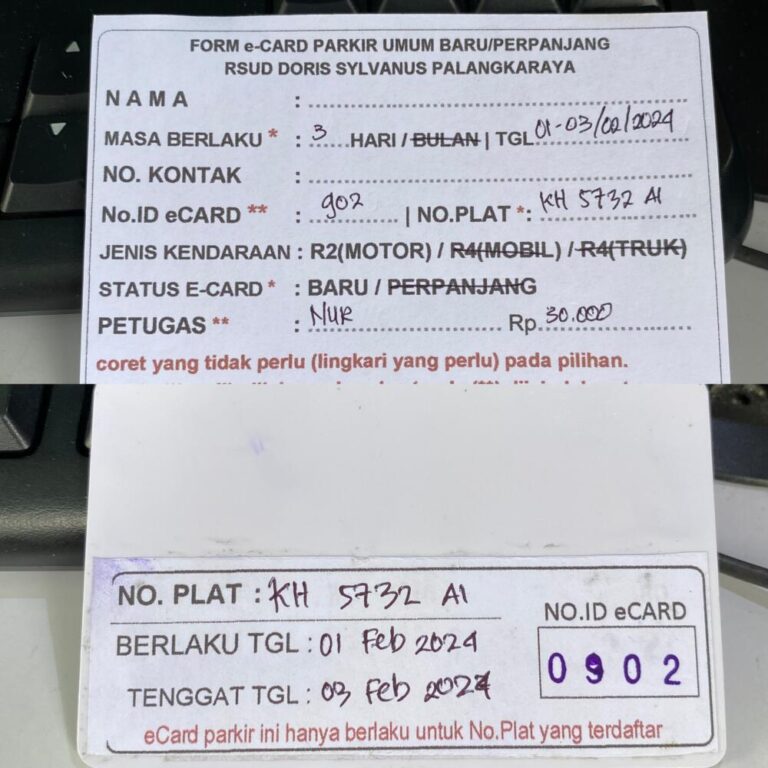 FORM e-CARD PARKIR UMUM BARU/PERPANJANG
RSUD DORIS SYLVANUS PALANGKARAYA
NAMA :
MASA BERLAKU * : 3 HARI / BULAN | TGL 01-03/02/2024
NO. KONTAK :
No.ID eCARD ** : 902 | NO.PLAT *: KH 5732 AI
JENIS KENDARAAN : R2(MOTOR) / R4(MOBIL) / R4(TRUK)
STATUS E-CARD * : BARU / PERPANJANG
PETUGAS ** : NUR Rp. 30.000
coret yang tidak perlu (lingkari yang perlu) pada pilihan.
NO. PLAT : KH 5732 AI
BERLAKU TGL : 01 Feb 2024
TENGGAT TGL : 03 Feb 2024
NO.ID eCARD
0902
eCard parkir ini hanya berlaku untuk No.Plat yang terdaftar